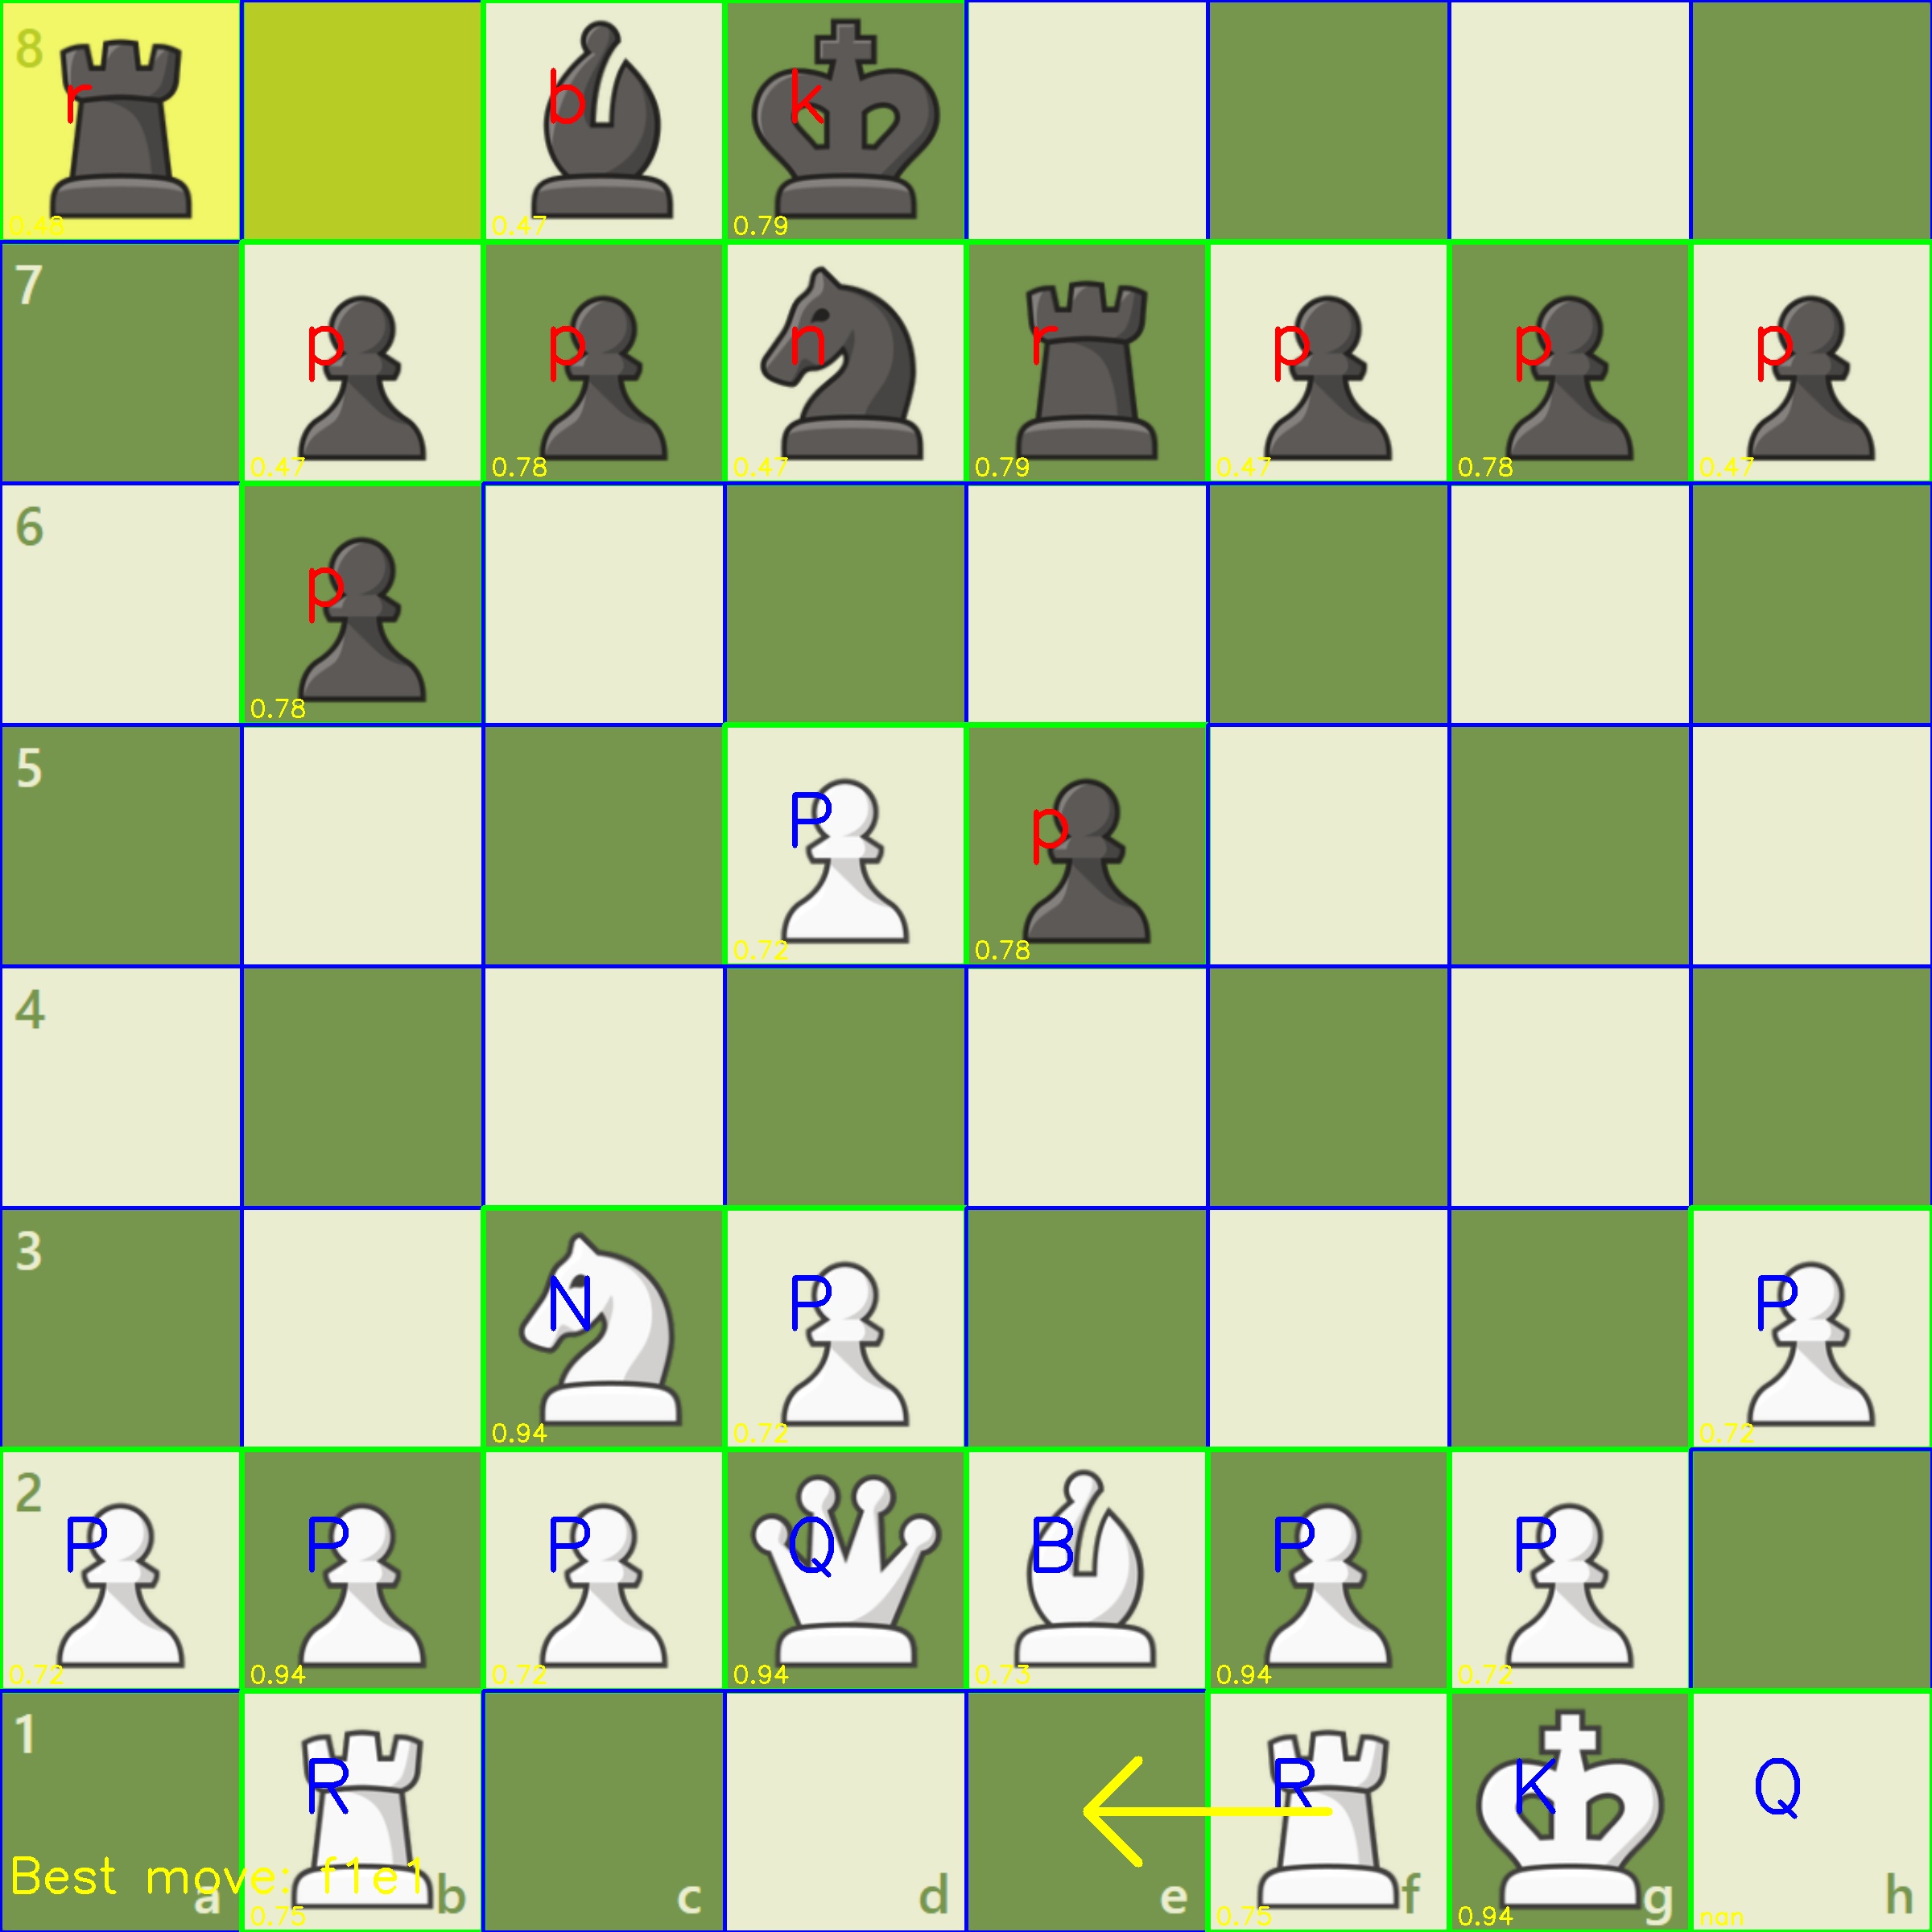 8 r b k
0.48 0.47 0.79
7 p p n r p p p
0.47 0.78 0.47 0.79 0.47 0.78 0.47
6 p
0.78
5 P p
0.72 0.78
4
3 N P P
0.94 0.72 0.72
2 P P P Q B P P
0.72 0.94 0.72 0.94 0.73 0.94 0.72
1 R R K Q
Best move: f1e1
a b c d e f g h
0.75 0.75 0.94 nan